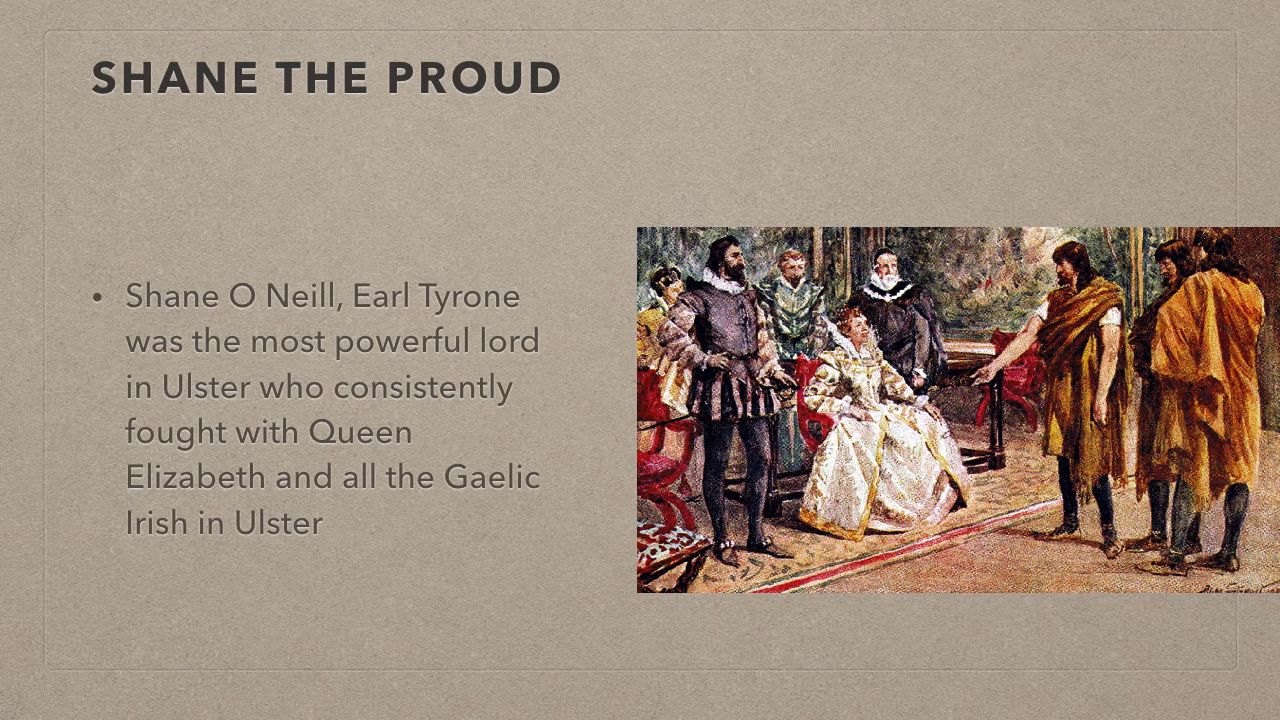 SHANE THE PROUD
• Shane O Neill, Earl Tyrone
was the most powerful lord
in Ulster who consistently
fought with Queen
Elizabeth and all the Gaelic
Irish in Ulster